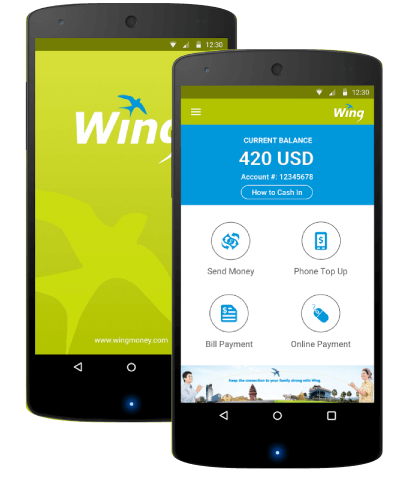 12:30
Wing
www.wingmoney.com
12:30
Wing
CURRENT BALANCE
420 USD
Account #: 12345678
How to Cash In
Send Money
Phone Top Up
Bill Payment
Online Payment
Keep the connection to your family strong with Wing